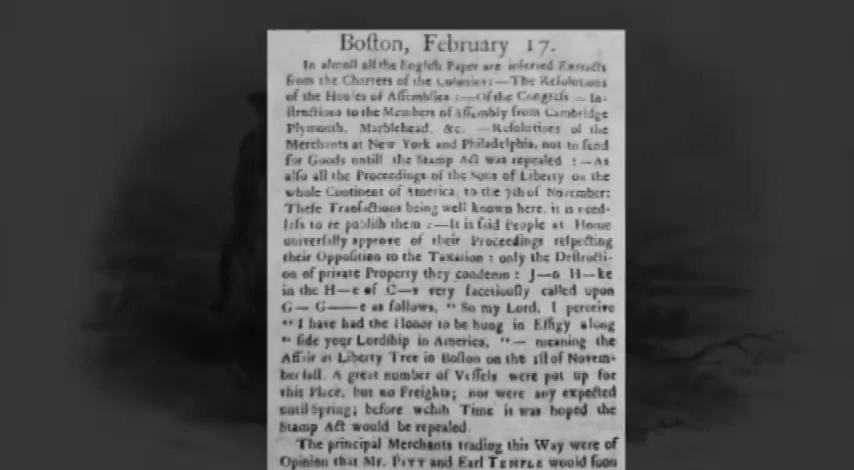 Boſton, February 17.
In almoſt all the Engliſh Paper are inſerted Extracts
from the Charters of the Colonies:—The Reſolutions
of the Houſes of Aſſemblies :—Of the Congreſs — In-
ſtructions to the Members of Aſſembly from Cambridge
Plymouth, Marblehead, &c. —Reſolutions of the
Merchants at New York and Philadelphia, not to ſend
for Goods untill the Stamp Act was repealed :—As
alſo all the Proceedings of the Sons of Liberty on the
whole Continent of America, to the 7th of November:
Theſe Tranſactions being well known here, it is need-
leſs to re publiſh them :—It is ſaid People at Home
univerſally approve of their Proceedings reſpecting
their Oppoſition to the Taxation : only the Deſtructi-
on of private Property they condemn : J—n H—ke
in the H—e of C—s very facetiouſly called upon
G— G——e as follows, “ So my Lord, I perceive
“ I have had the Honor to be hung in Effigy along
“ ſide your Lordſhip in America, “— meaning the
Affair at Liberty Tree in Boſton on the 1ſt of Novem-
ber laſt. A great number of Veſſels were put up for
this Place, but no Freights; nor were any expected
until Spring; before wchih Time it was hoped the
Stamp Act would be repealed.
The principal Merchants trading this Way were of
Opinion that Mr. PITT and Earl TEMPLE would ſoon